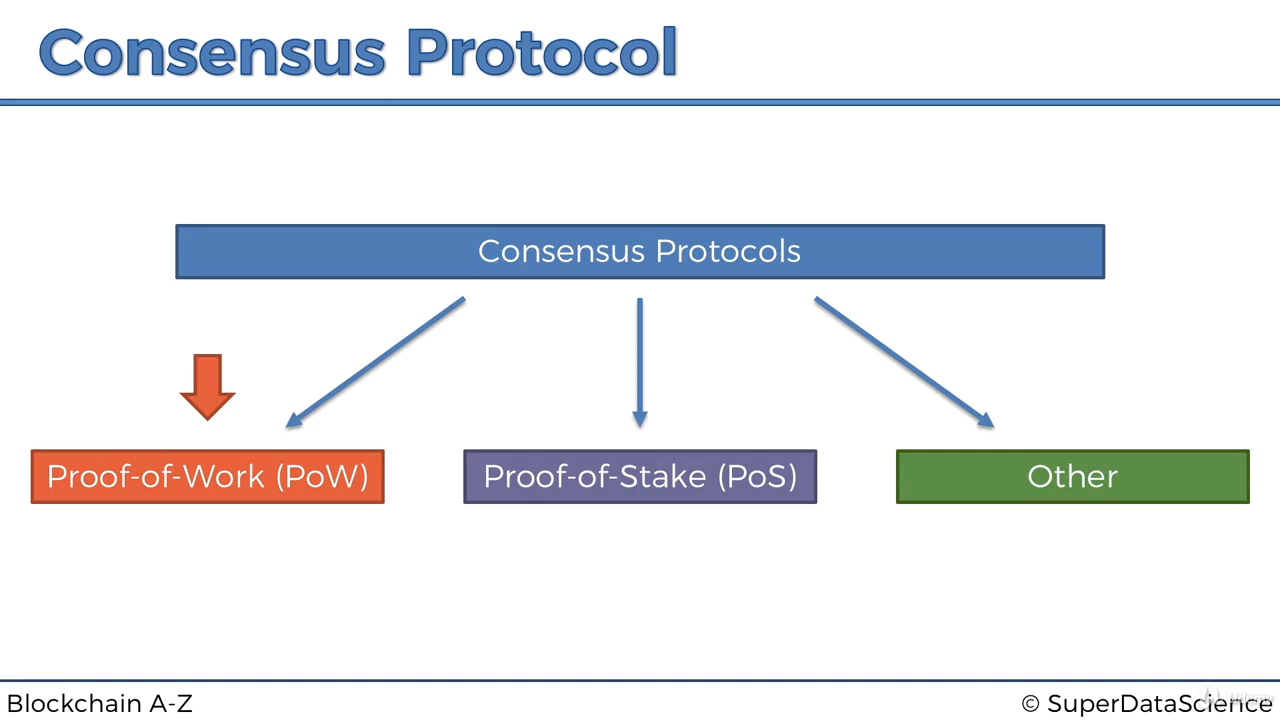 Consensus Protocol
Consensus Protocols
Proof-of-Work (PoW)
Proof-of-Stake (PoS)
Other
Blockchain A-Z
© SuperDataScience